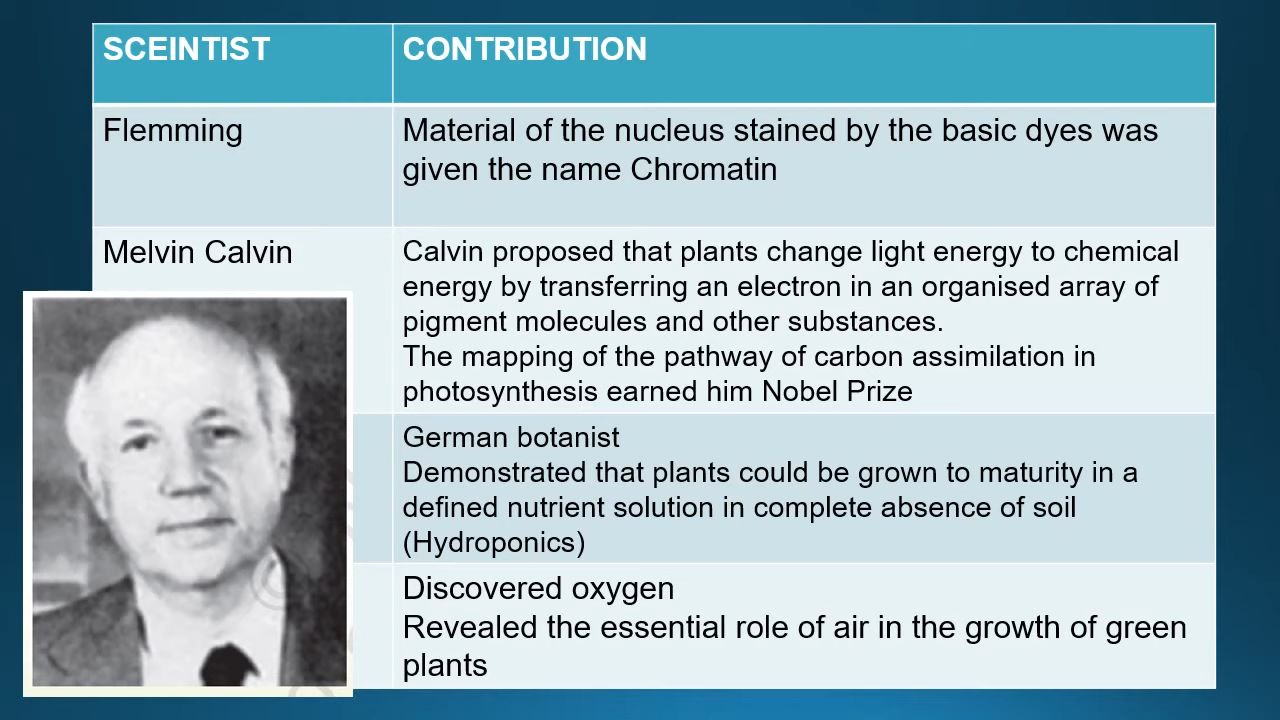 SCEINTIST
CONTRIBUTION
Flemming
Material of the nucleus stained by the basic dyes was
given the name Chromatin
Melvin Calvin
Calvin proposed that plants change light energy to chemical
energy by transferring an electron in an organised array of
pigment molecules and other substances.
The mapping of the pathway of carbon assimilation in
photosynthesis earned him Nobel Prize
German botanist
Demonstrated that plants could be grown to maturity in a
defined nutrient solution in complete absence of soil
(Hydroponics)
Discovered oxygen
Revealed the essential role of air in the growth of green
plants